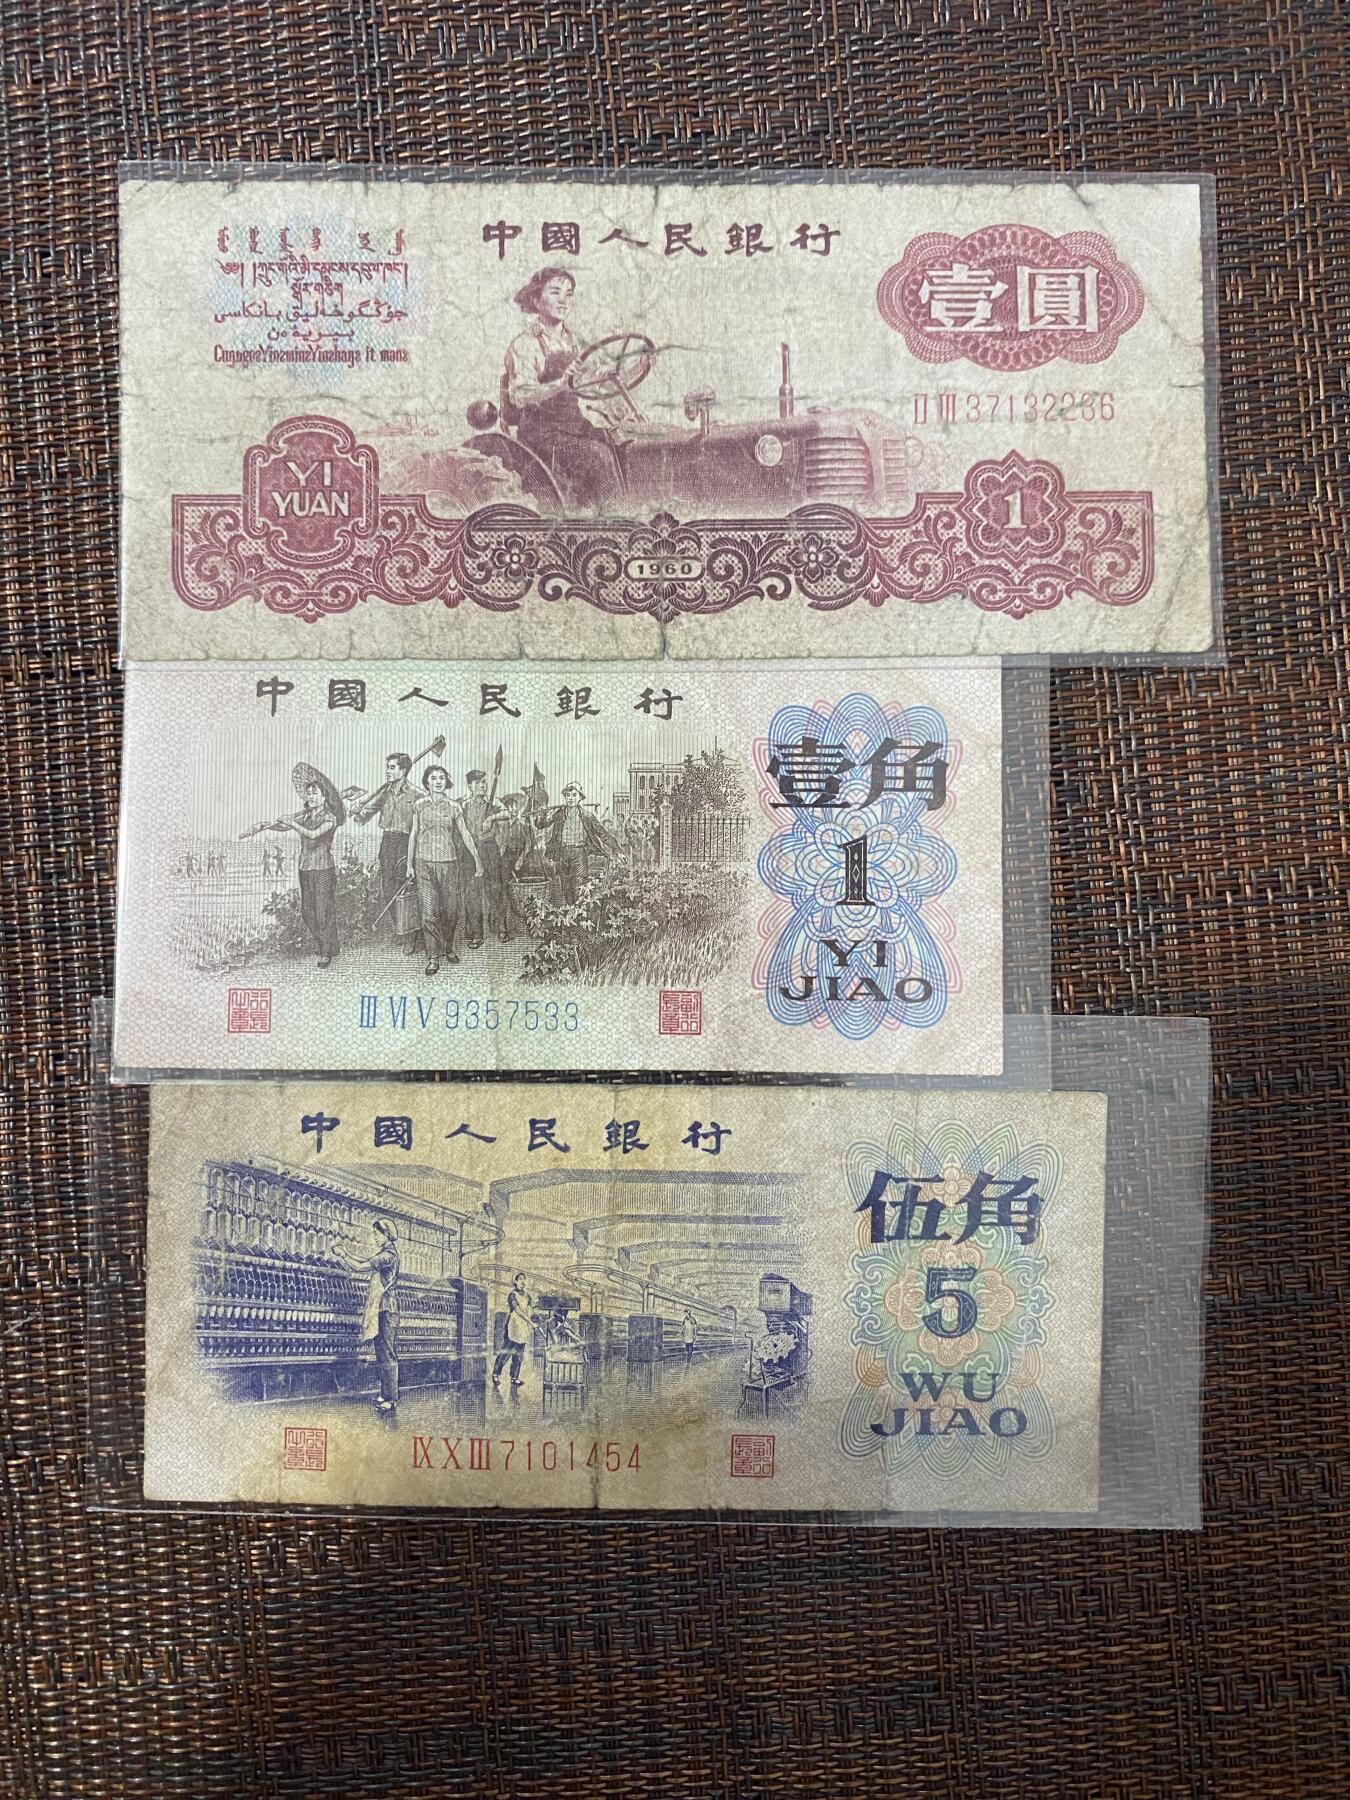 中國人民銀行
壹圓
ⅡⅢ37132286
YI
YUAN
1
1960
中國人民銀行
壹角
1
YI
JIAO
ⅢⅥⅤ9357533
中國人民銀行
伍角
5
WU
JIAO
ⅨⅩⅢ7101454